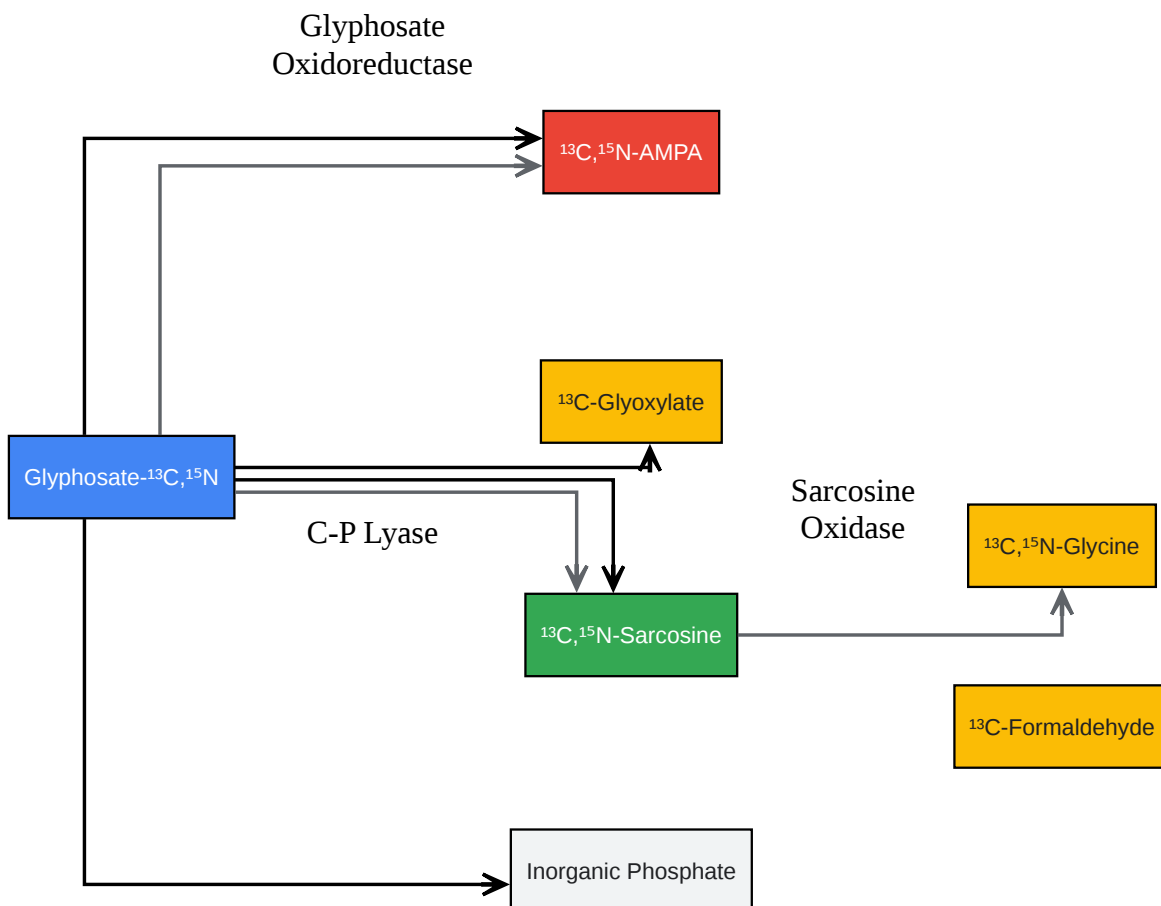 Glyphosate
Oxidoreductase
¹³C,¹⁵N-AMPA
¹³C-Glyoxylate
Glyphosate-¹³C,¹⁵N
C-P Lyase
Sarcosine
Oxidase
¹³C,¹⁵N-Glycine
¹³C,¹⁵N-Sarcosine
¹³C-Formaldehyde
Inorganic Phosphate